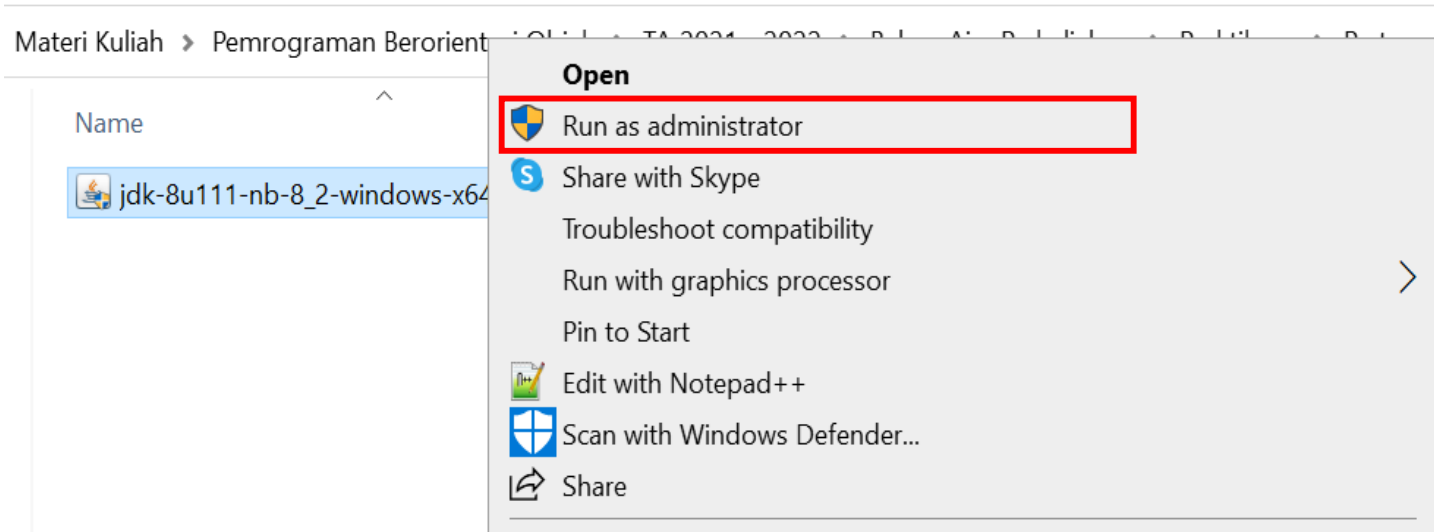 Materi Kuliah > Pemrograman Berorient
Name
jdk-8u111-nb-8_2-windows-x64
Open
Run as administrator
Share with Skype
Troubleshoot compatibility
Run with graphics processor
Pin to Start
Edit with Notepad++
Scan with Windows Defender...
Share